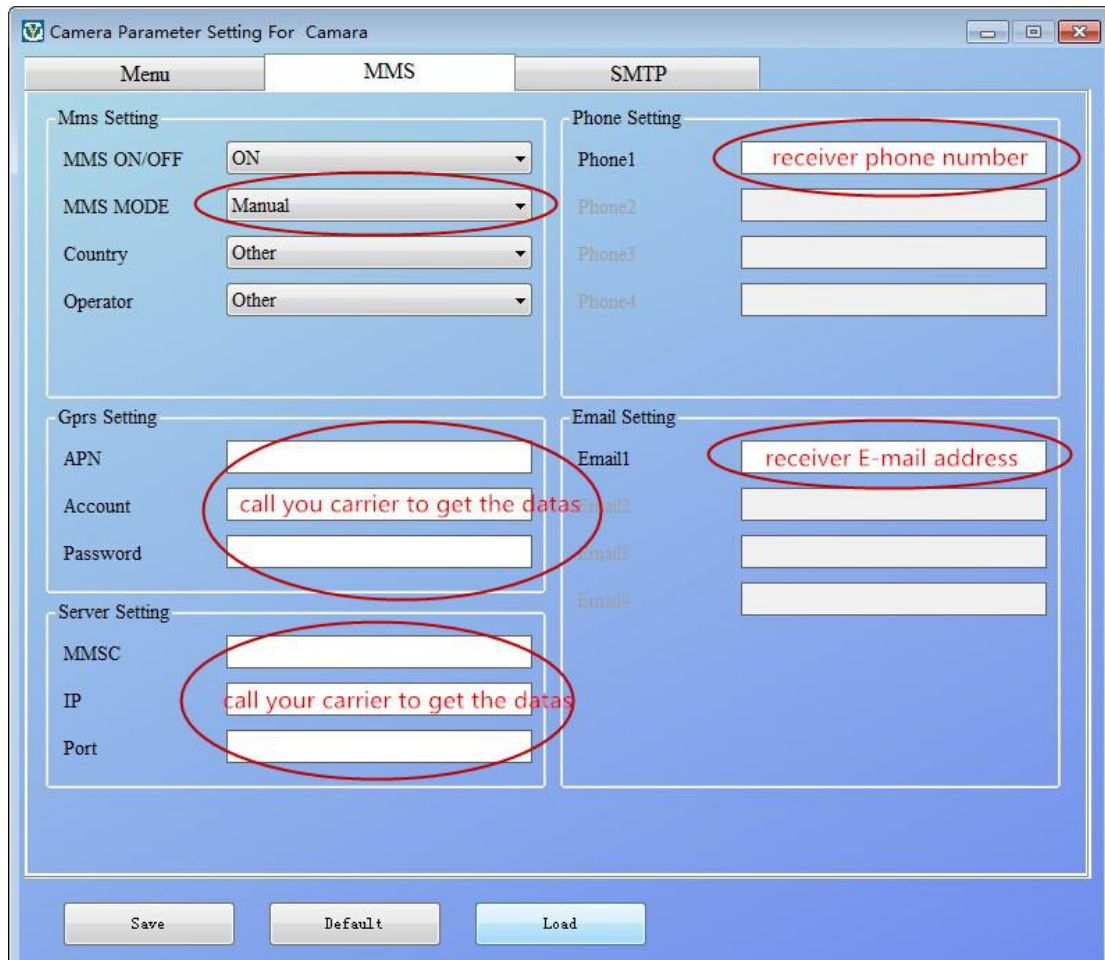 Camera Parameter Setting For Camara
Menu MMS SMTP
Mms Setting
MMS ON/OFF ON
MMS MODE Manual
Country Other
Operator Other
Phone Setting
Phone1 receiver phone number
Phone2
Phone3
Phone4
Gprs Setting
APN
Account call you carrier to get the datas
Password
Email Setting
Email1 receiver E-mail address
Email2
Email3
Email4
Server Setting
MMSC
IP call your carrier to get the datas
Port
Save Default Load